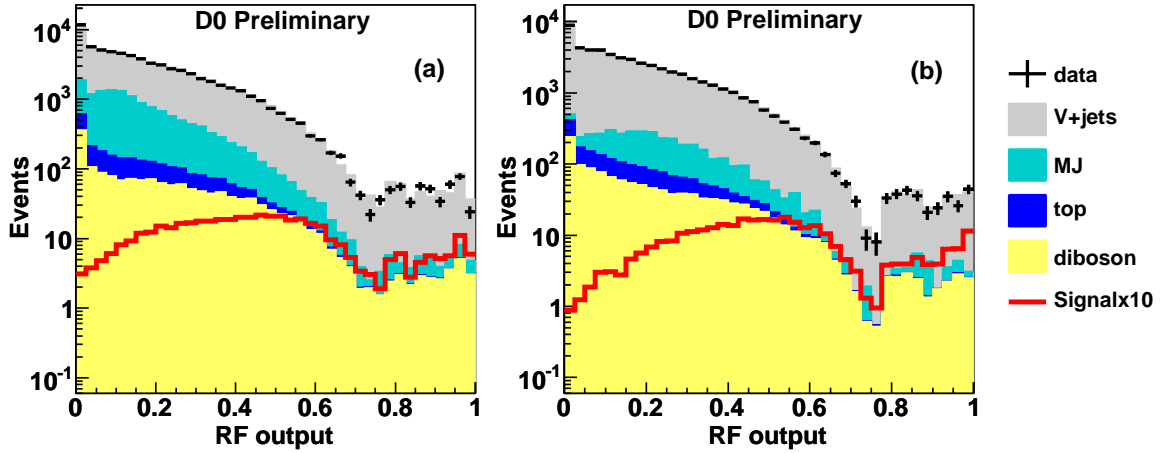 D0 Preliminary
(a)
Events
10^4
10^3
10^2
10
1
10^-1
0 0.2 0.4 0.6 0.8 1
RF output
D0 Preliminary
(b)
Events
10^4
10^3
10^2
10
1
10^-1
0 0.2 0.4 0.6 0.8 1
RF output
data
V+jets
MJ
top
diboson
Signalx10